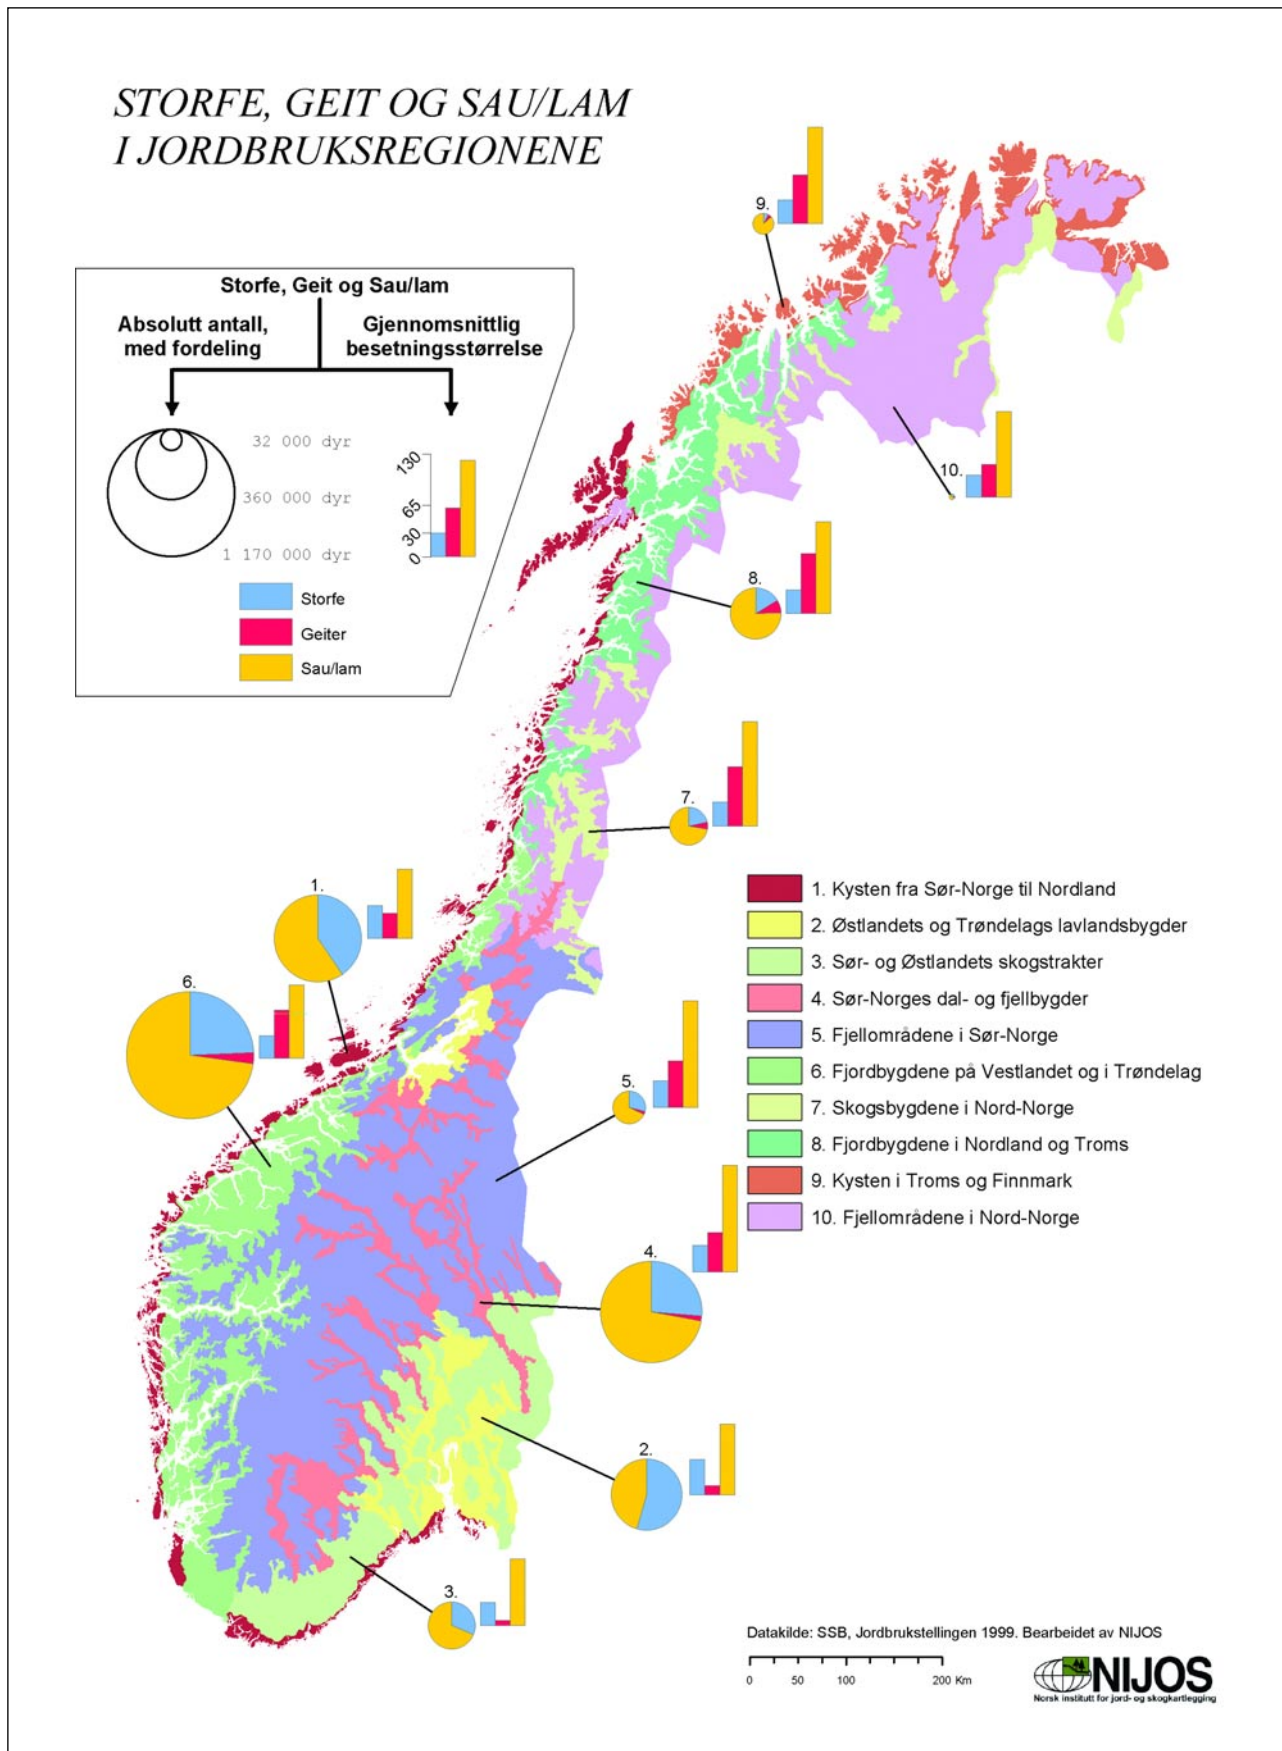 STORFE, GEIT OG SAU/LAM
I JORDBRUKSREGIONENE
Storfe, Geit og Sau/lam
Absolutt antall,
med fordeling
Gjennomsnittlig
besetningsstørrelse
32 000 dyr
360 000 dyr
1 170 000 dyr
130
65
30
0
Storfe
Geiter
Sau/lam
9.
10.
8.
7.
1.
6.
5.
4.
2.
3.
1. Kysten fra Sør-Norge til Nordland
2. Østlandets og Trøndelags lavlandsbygder
3. Sør- og Østlandets skogstrakter
4. Sør-Norges dal- og fjellbygder
5. Fjellområdene i Sør-Norge
6. Fjordbygdene på Vestlandet og i Trøndelag
7. Skogsbygdene i Nord-Norge
8. Fjordbygdene i Nordland og Troms
9. Kysten i Troms og Finnmark
10. Fjellområdene i Nord-Norge
Datakilde: SSB, Jordbrukstellingen 1999. Bearbeidet av NIJOS
0 50 100 200 Km
NIJOS
Norsk institutt for jord- og skogkartlegging